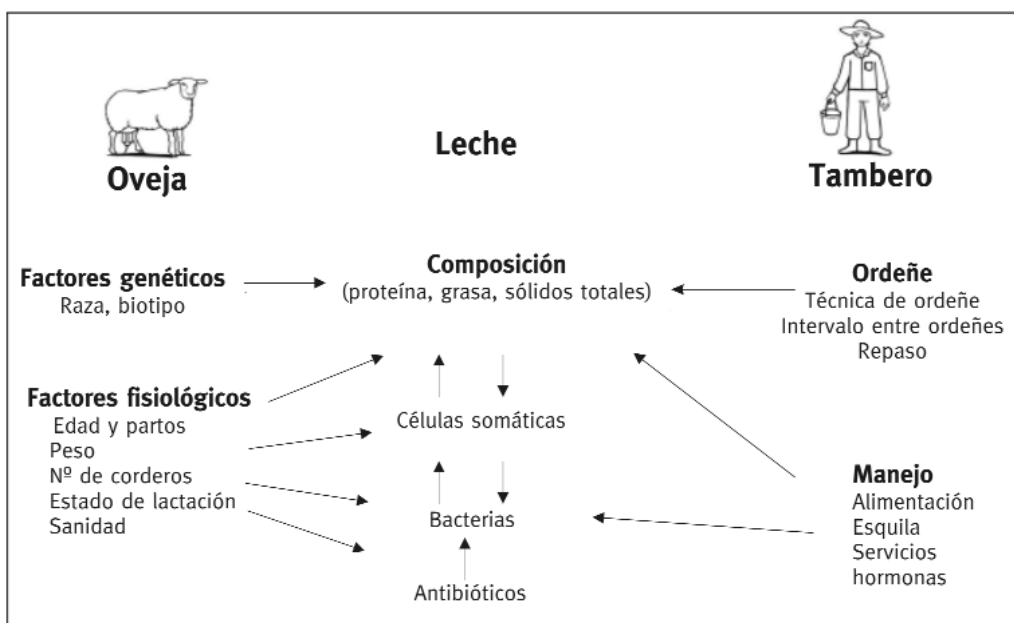 Oveja
Leche
Tambero
Factores genéticos
Raza, biotipo
Composición
(proteína, grasa, sólidos totales)
Ordeñe
Técnica de ordeñe
Intervalo entre ordeñes
Repaso
Factores fisiológicos
Edad y partos
Peso
Nº de corderos
Estado de lactación
Sanidad
Células somáticas
Bacterias
Antibióticos
Manejo
Alimentación
Esquila
Servicios
hormonas